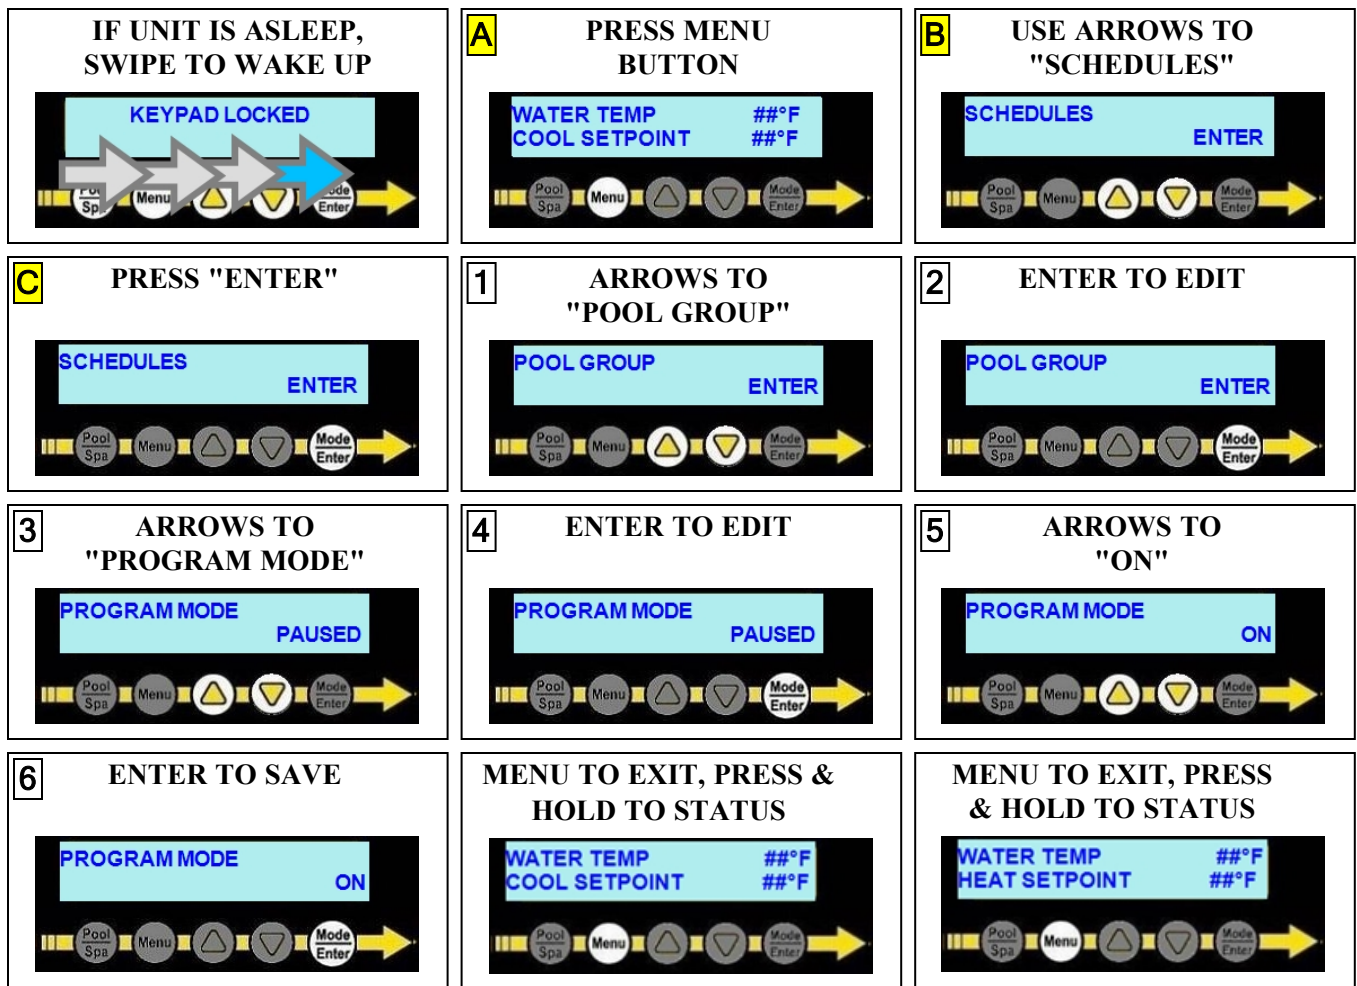 IF UNIT IS ASLEEP,
SWIPE TO WAKE UP
KEYPAD LOCKED
Pool
Spa
Menu
Mode
Enter
A
PRESS MENU
BUTTON
WATER TEMP ##°F
COOL SETPOINT ##°F
Pool
Spa
Menu
Mode
Enter
B
USE ARROWS TO
"SCHEDULES"
SCHEDULES
ENTER
Pool
Spa
Menu
Mode
Enter
C
PRESS "ENTER"
SCHEDULES
ENTER
Pool
Spa
Menu
Mode
Enter
1
ARROWS TO
"POOL GROUP"
POOL GROUP
ENTER
Pool
Spa
Menu
Mode
Enter
2
ENTER TO EDIT
POOL GROUP
ENTER
Pool
Spa
Menu
Mode
Enter
3
ARROWS TO
"PROGRAM MODE"
PROGRAM MODE
PAUSED
Pool
Spa
Menu
Mode
Enter
4
ENTER TO EDIT
PROGRAM MODE
PAUSED
Pool
Spa
Menu
Mode
Enter
5
ARROWS TO
"ON"
PROGRAM MODE
ON
Pool
Spa
Menu
Mode
Enter
6
ENTER TO SAVE
PROGRAM MODE
ON
Pool
Spa
Menu
Mode
Enter
MENU TO EXIT, PRESS &
HOLD TO STATUS
WATER TEMP ##°F
COOL SETPOINT ##°F
Pool
Spa
Menu
Mode
Enter
MENU TO EXIT, PRESS
& HOLD TO STATUS
WATER TEMP ##°F
HEAT SETPOINT ##°F
Pool
Spa
Menu
Mode
Enter